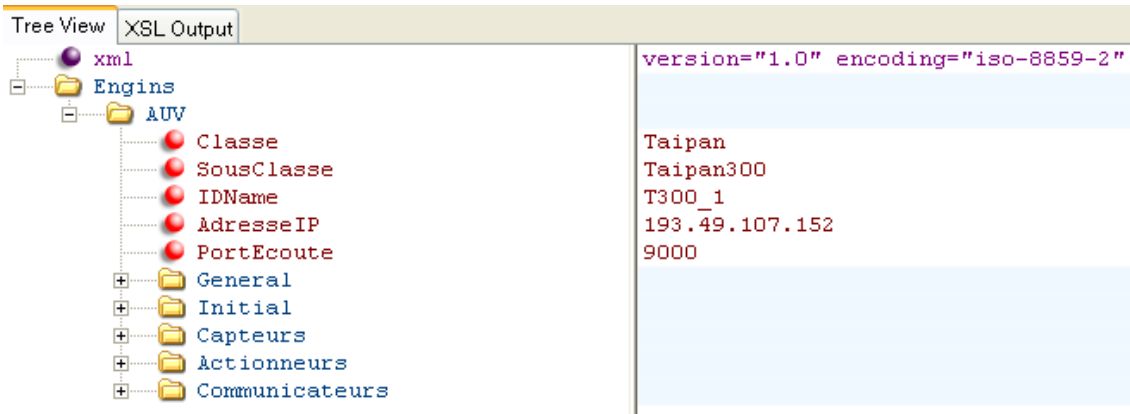 Tree View XSL Output
xml version="1.0" encoding="iso-8859-2"
Engins
AUV
Classe Taipan
SousClasse Taipan300
IDName T300_1
AdresseIP 193.49.107.152
PortEcoute 9000
General
Initial
Capteurs
Actionneurs
Communicateurs